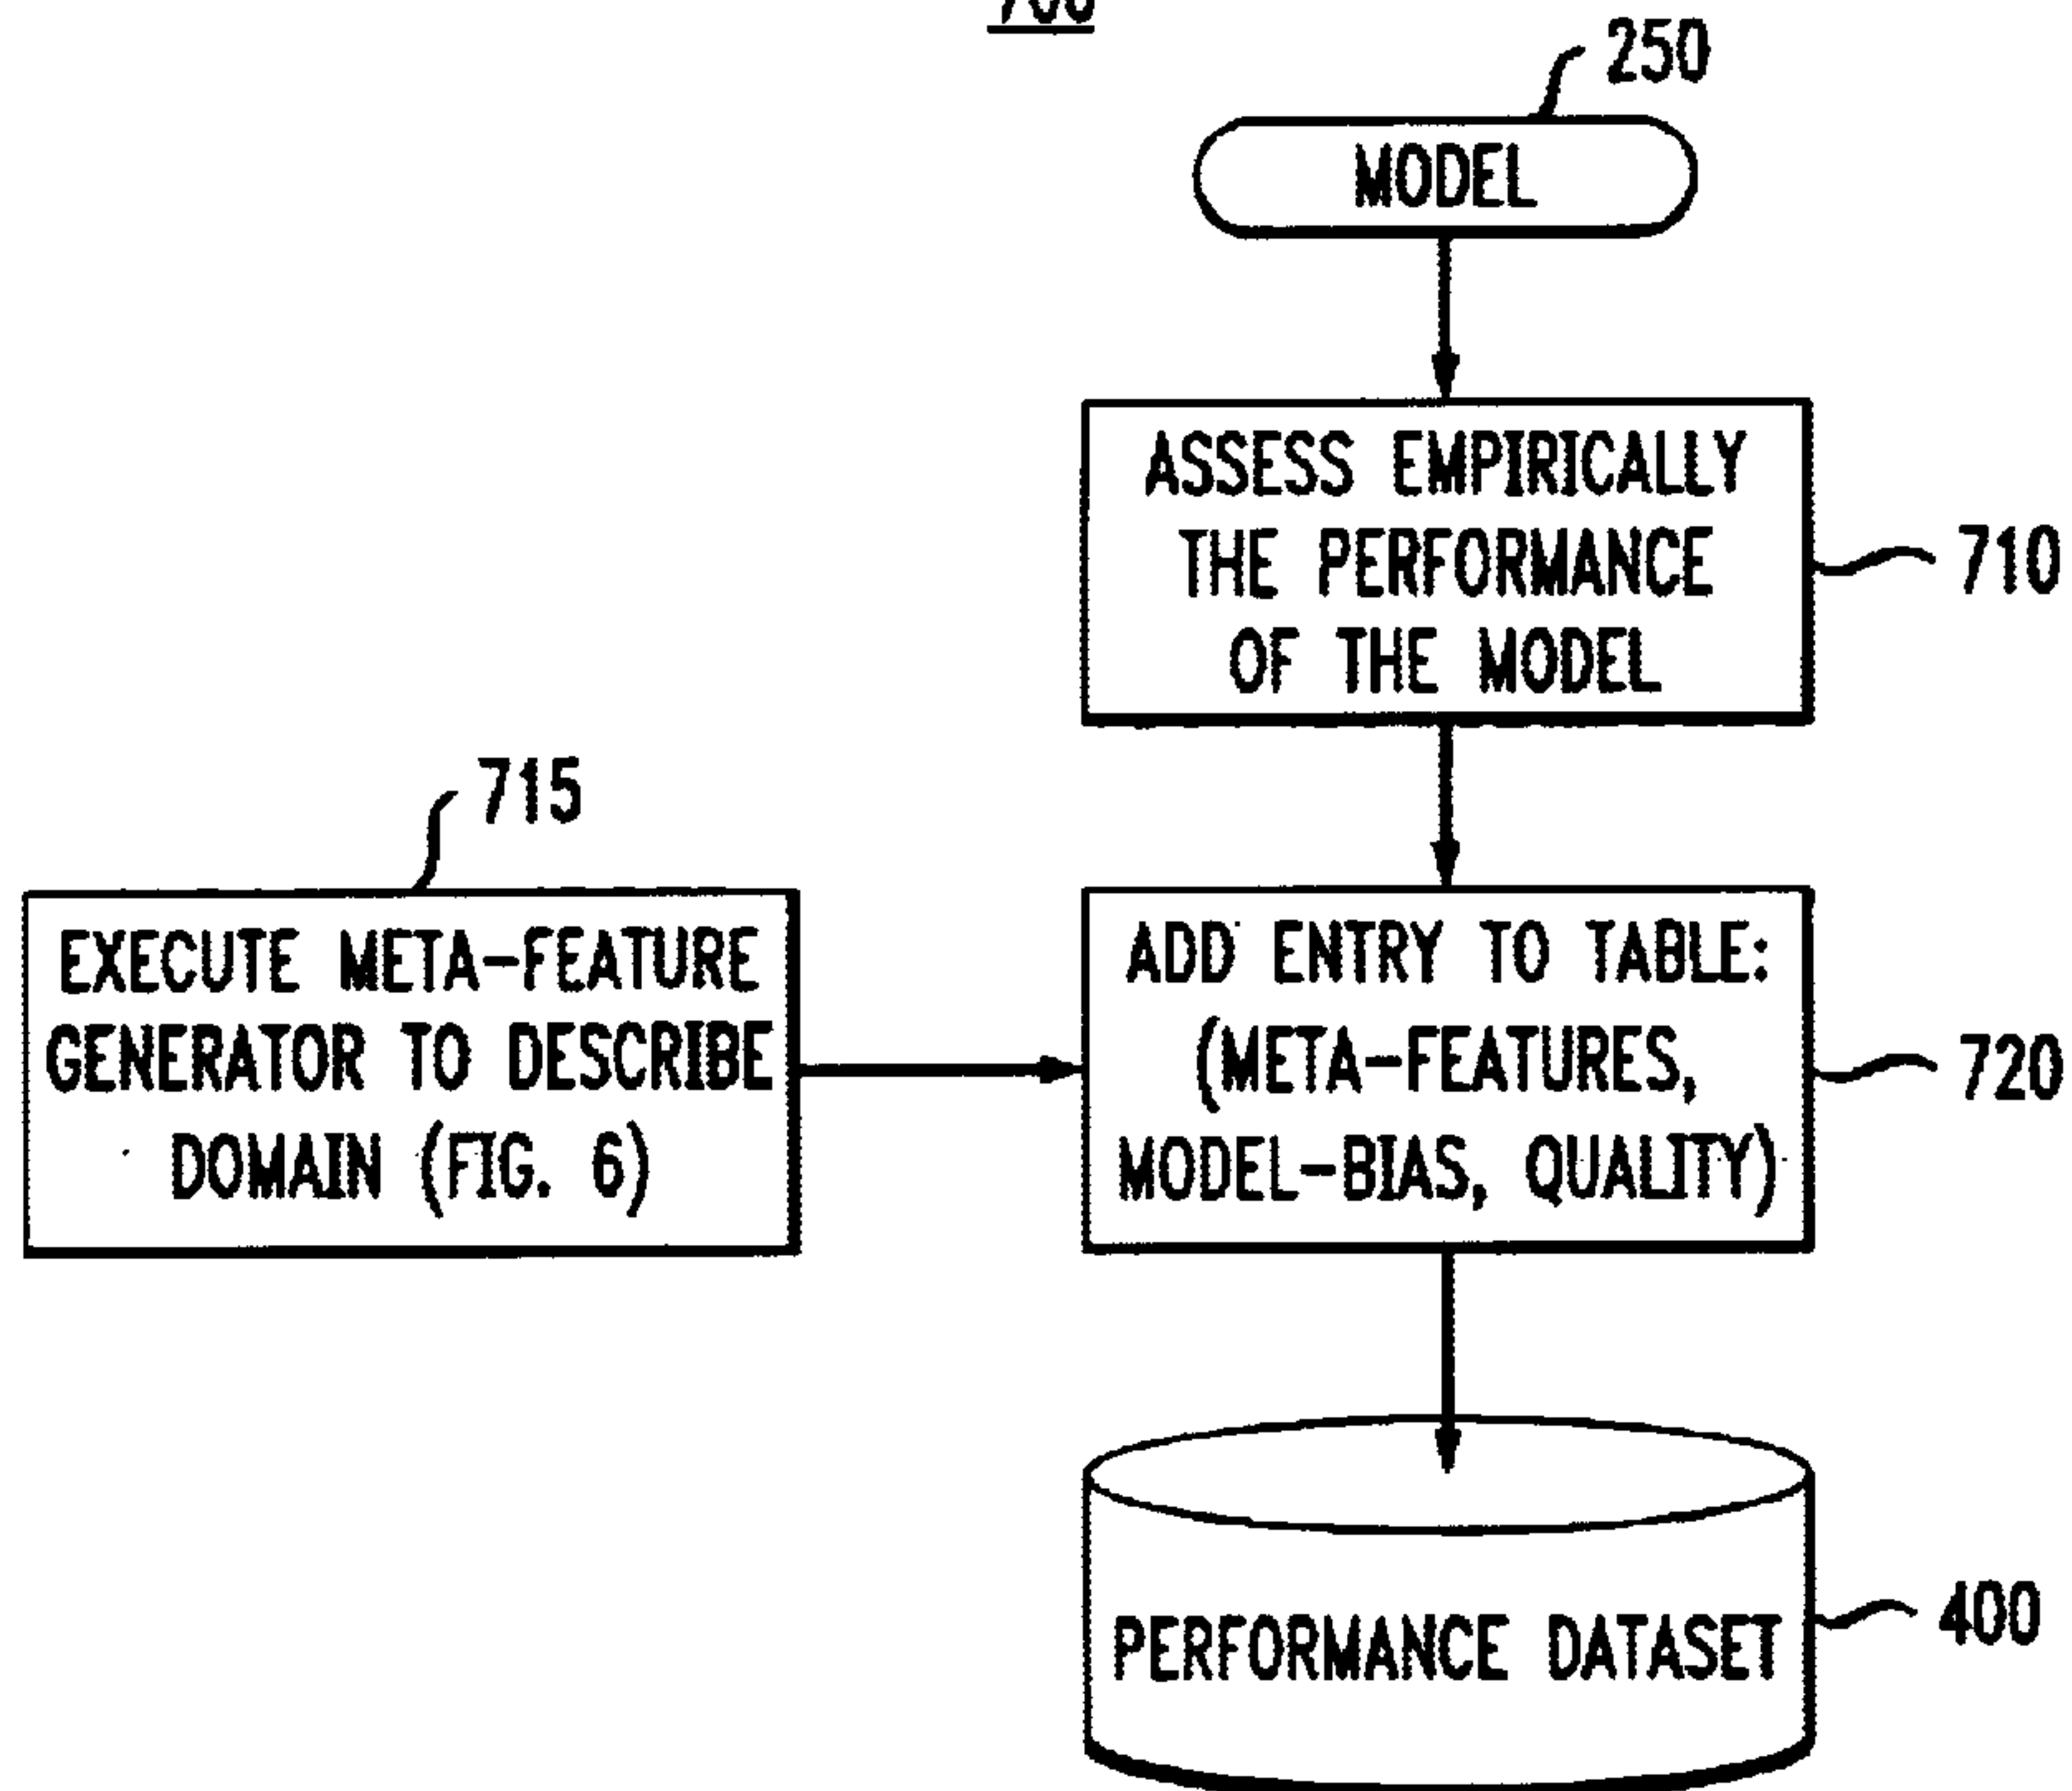 700
250
MODEL
ASSESS EMPIRICALLY
THE PERFORMANCE
OF THE MODEL
710
715
EXECUTE META-FEATURE
GENERATOR TO DESCRIBE
DOMAIN (FIG. 6)
ADD ENTRY TO TABLE:
(META-FEATURES,
MODEL-BIAS, QUALITY)
720
PERFORMANCE DATASET
400